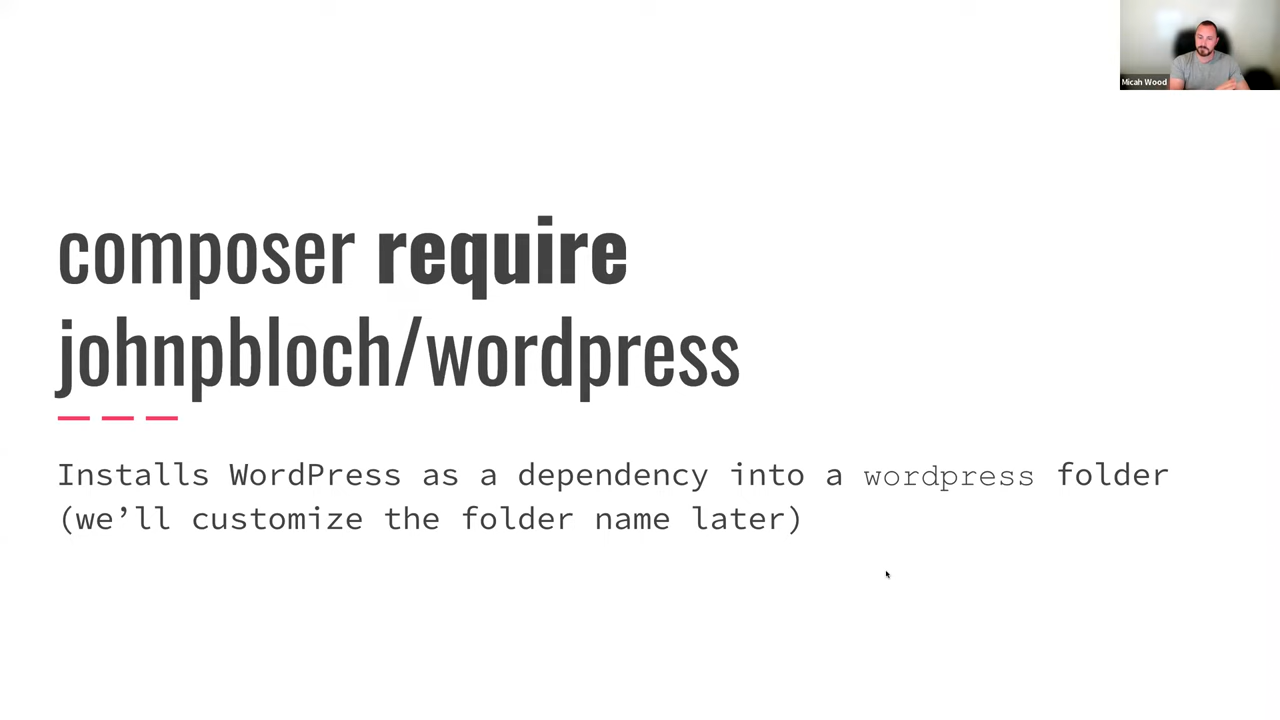 Micah Wood
composer require
johnpbloch/wordpress
Installs WordPress as a dependency into a wordpress folder
(we’ll customize the folder name later)